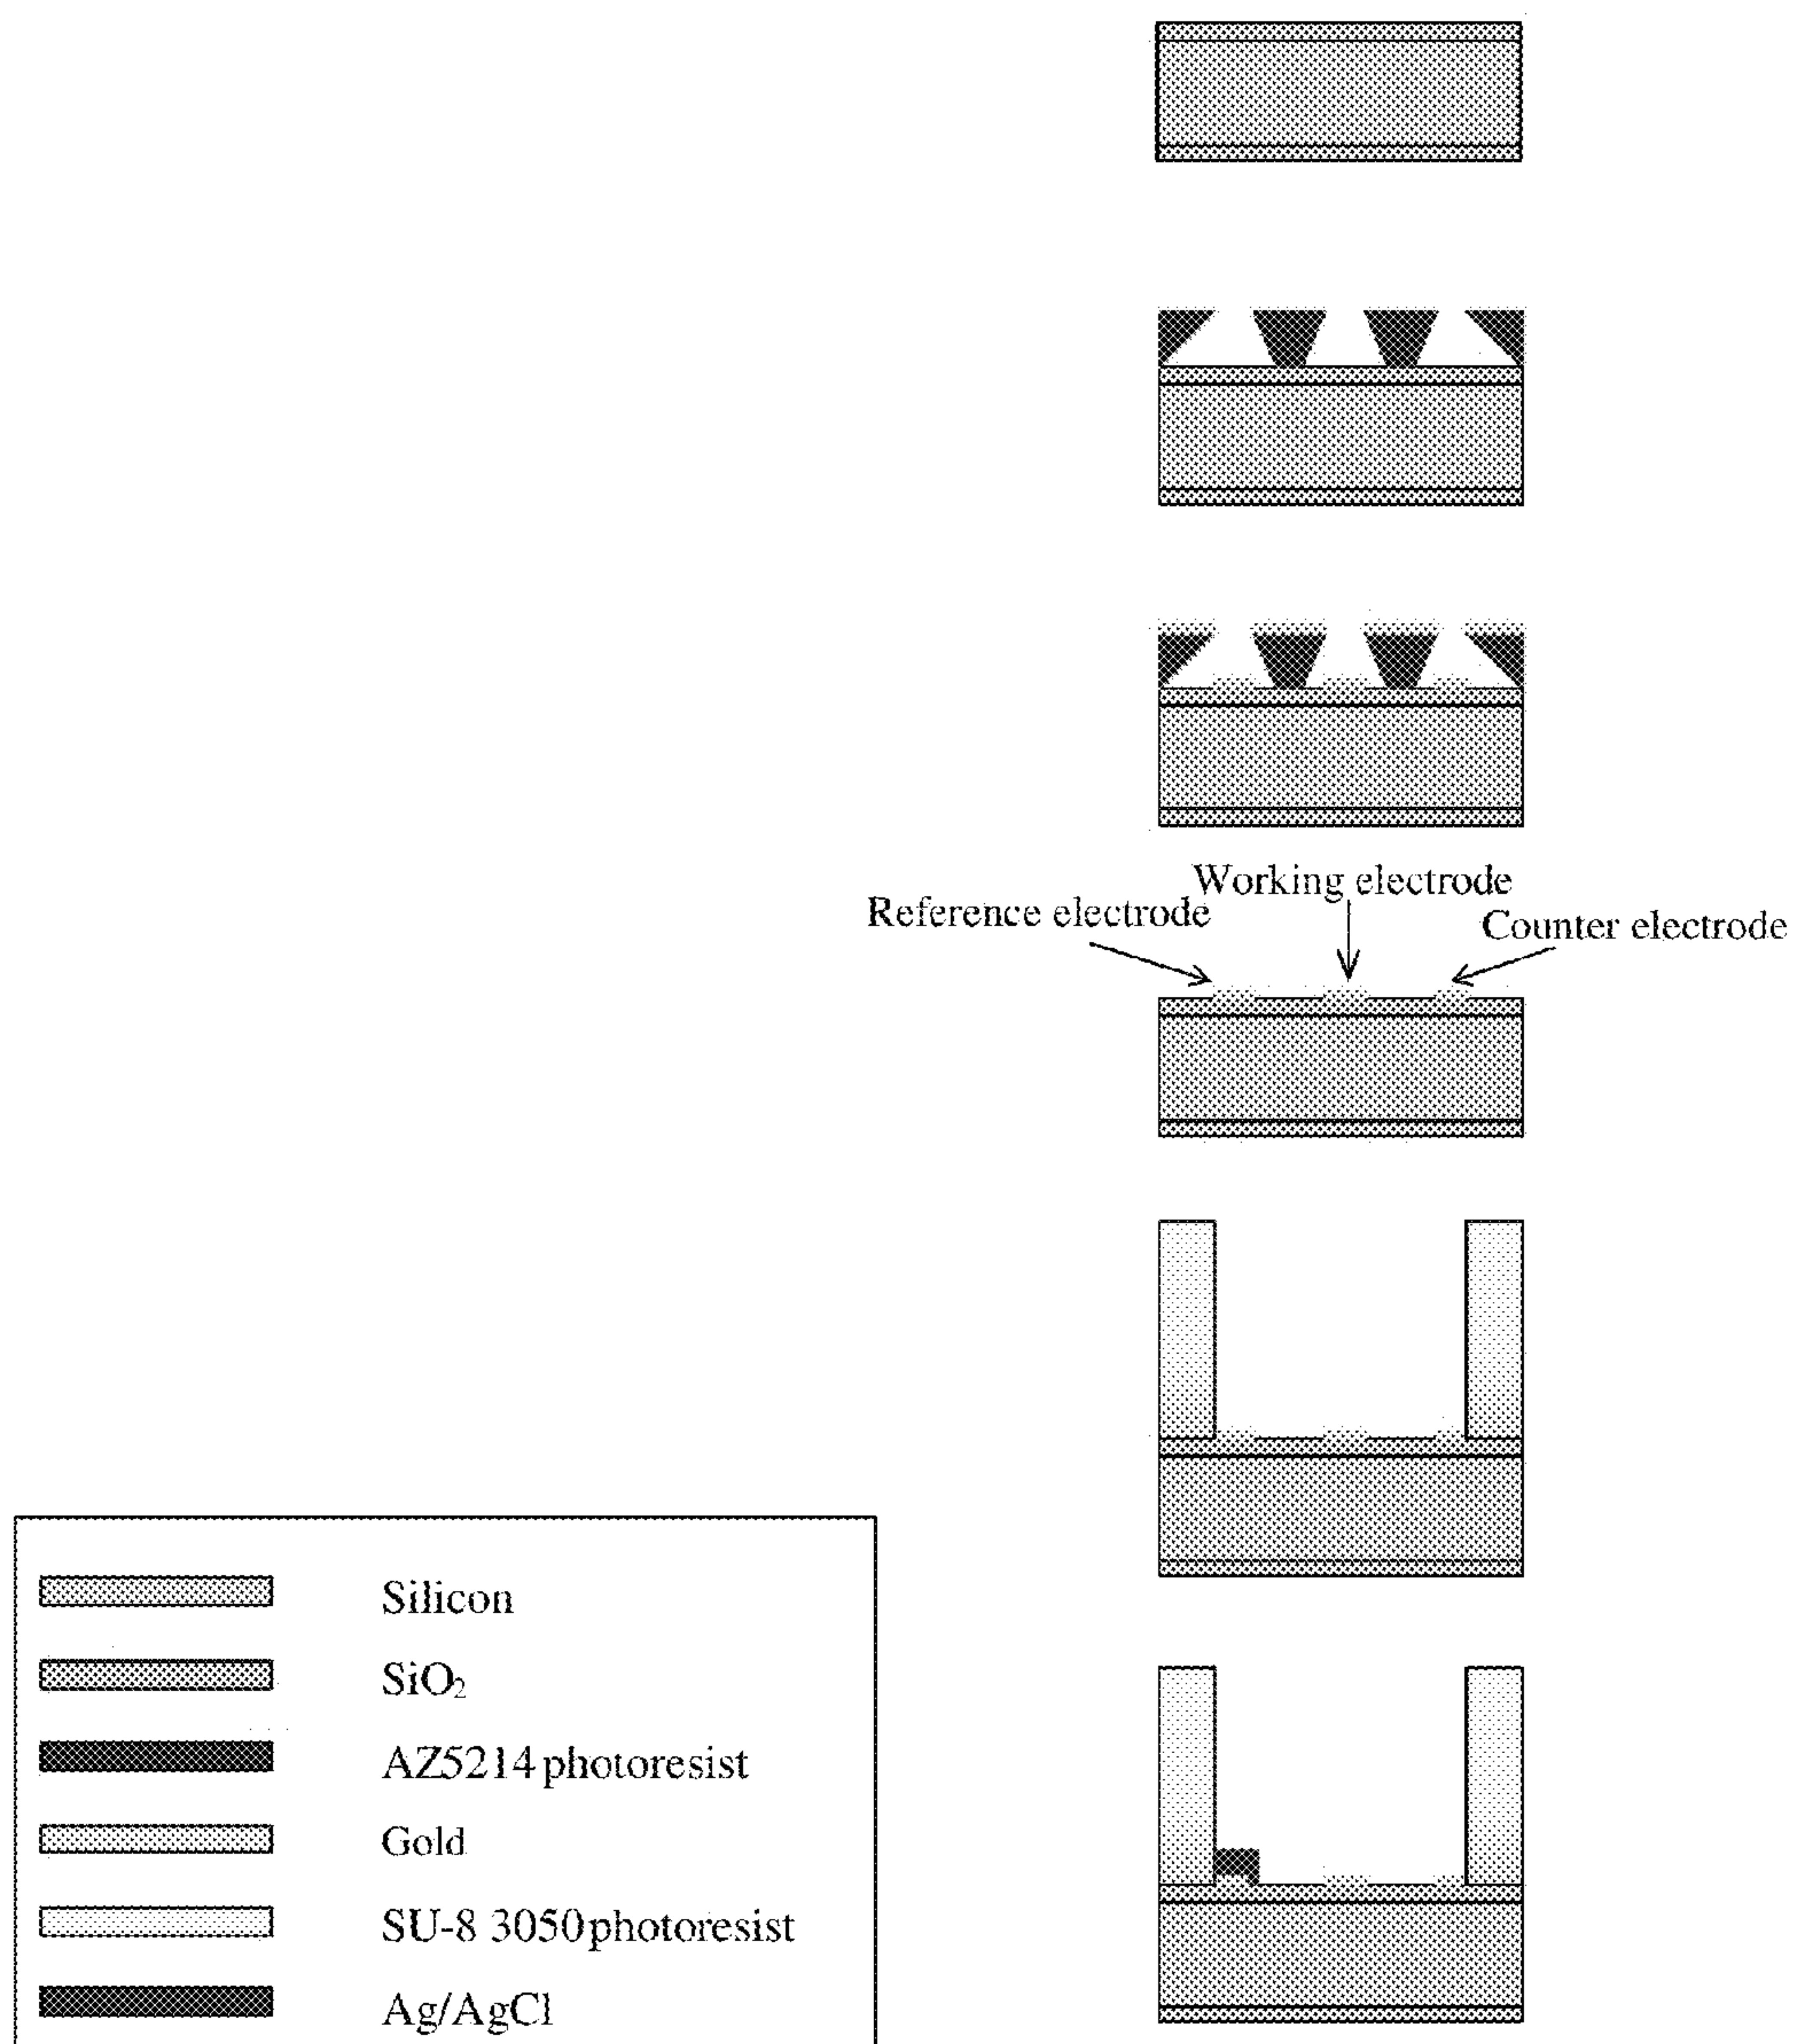 Working electrode
Reference electrode
Counter electrode
Silicon
SiO₂
AZ5214 photoresist
Gold
SU-8 3050 photoresist
Ag/AgCl